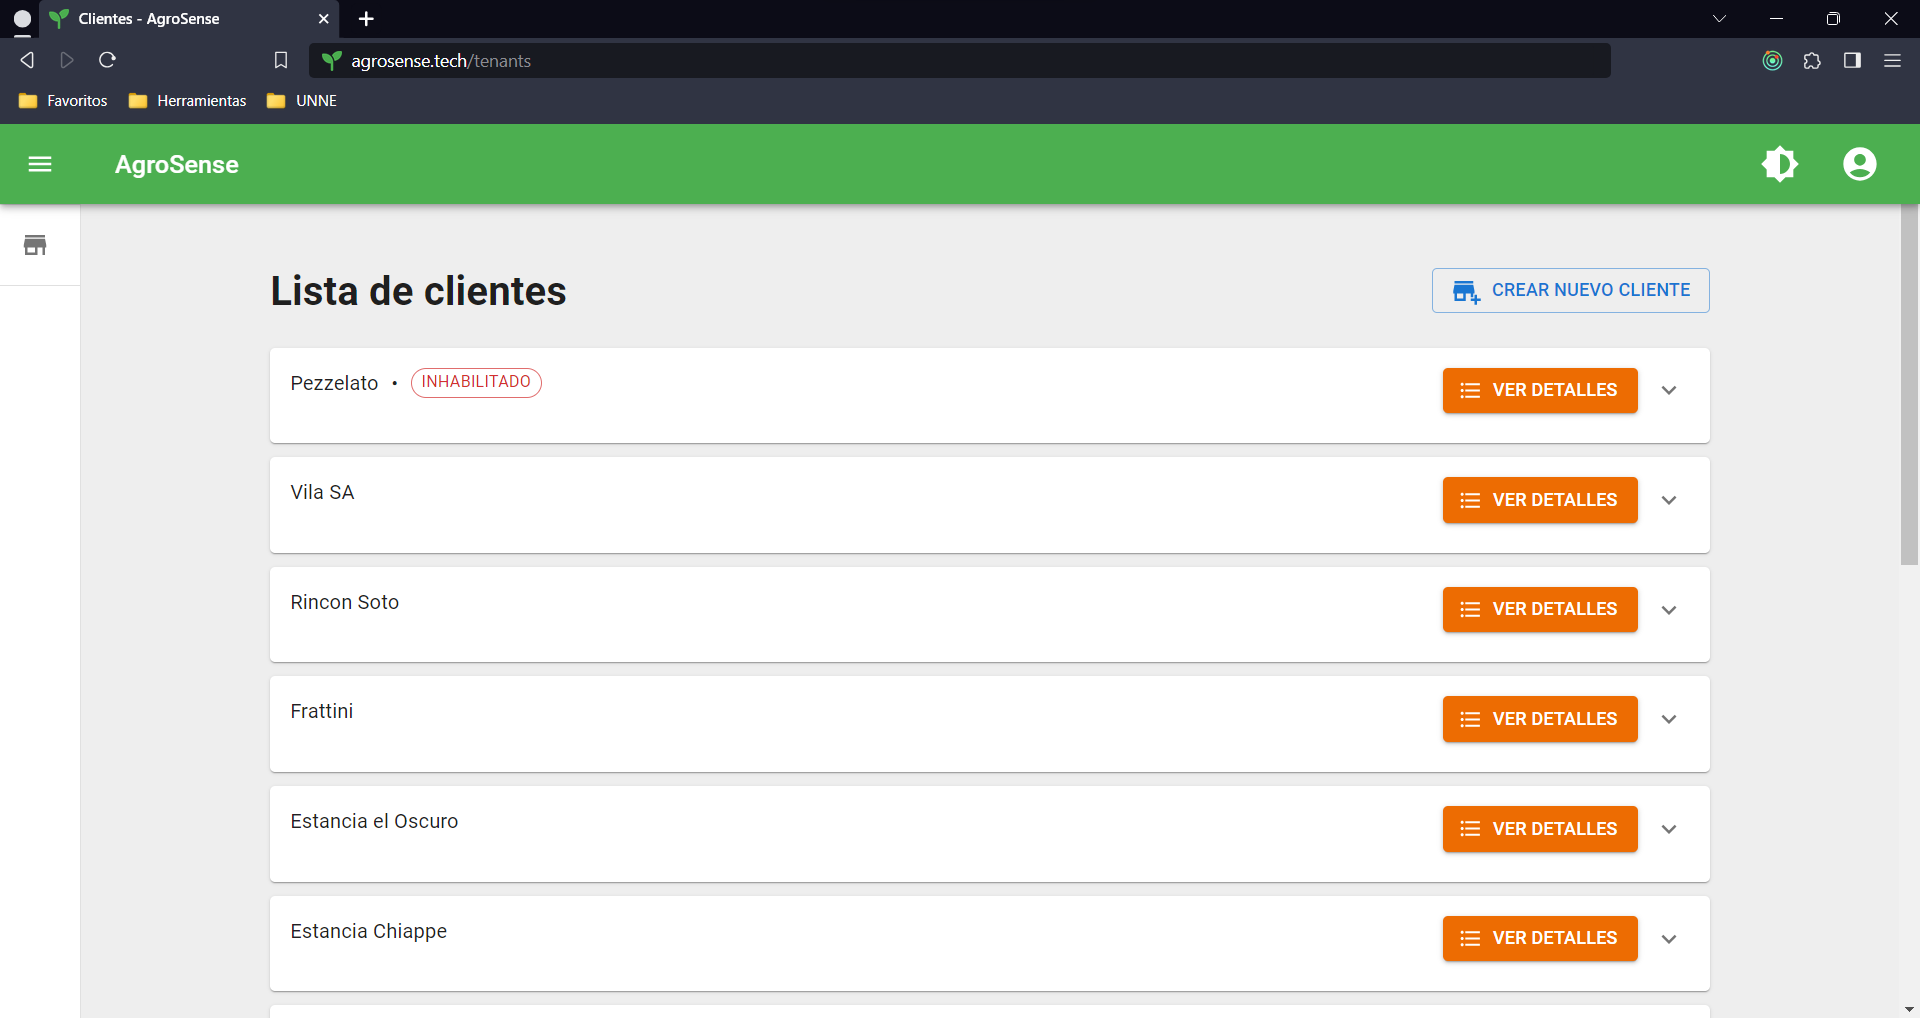 Clientes - AgroSense
agrosense.tech/tenants
Favoritos Herramientas UNNE
AgroSense
Lista de clientes
CREAR NUEVO CLIENTE
Pezzelato • INHABILITADO
VER DETALLES
Vila SA
VER DETALLES
Rincon Soto
VER DETALLES
Frattini
VER DETALLES
Estancia el Oscuro
VER DETALLES
Estancia Chiappe
VER DETALLES